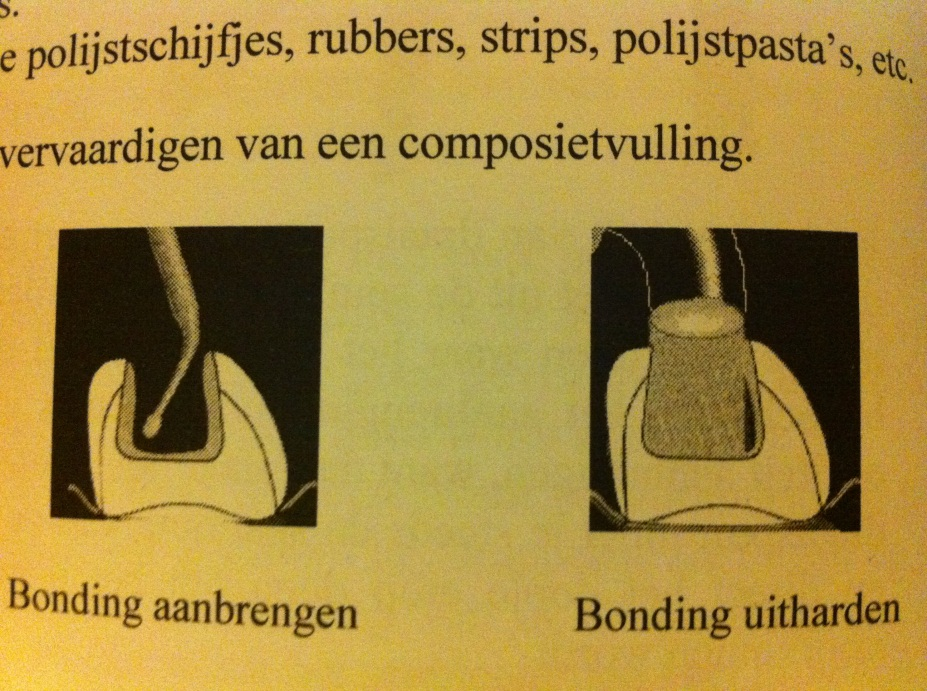 s.
e polijstschijfjes, rubbers, strips, polijstpasta's, etc.
vervaardigen van een composietvulling.
Bonding aanbrengen
Bonding uitharden